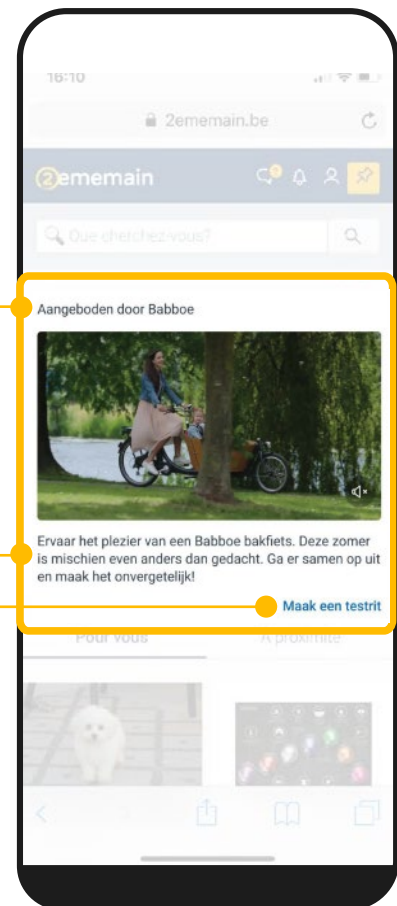 16:10
2ememain.be
2ememain
Que cherchez-vous?
Aangeboden door Babboe
Ervaar het plezier van een Babboe bakfiets. Deze zomer
is mischien even anders dan gedacht. Ga er samen op uit
en maak het onvergetelijk!
Maak een testrit
Pour vous
À proximité